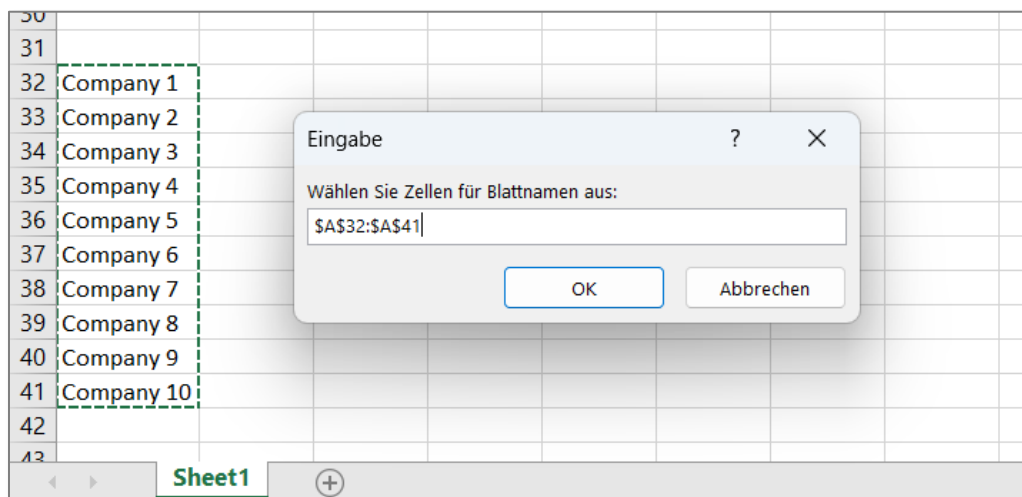 30
31
32 Company 1
33 Company 2
34 Company 3
35 Company 4
36 Company 5
37 Company 6
38 Company 7
39 Company 8
40 Company 9
41 Company 10
42
43
Eingabe ? X
Wählen Sie Zellen für Blattnamen aus:
$A$32:$A$41
OK Abbrechen
Sheet1